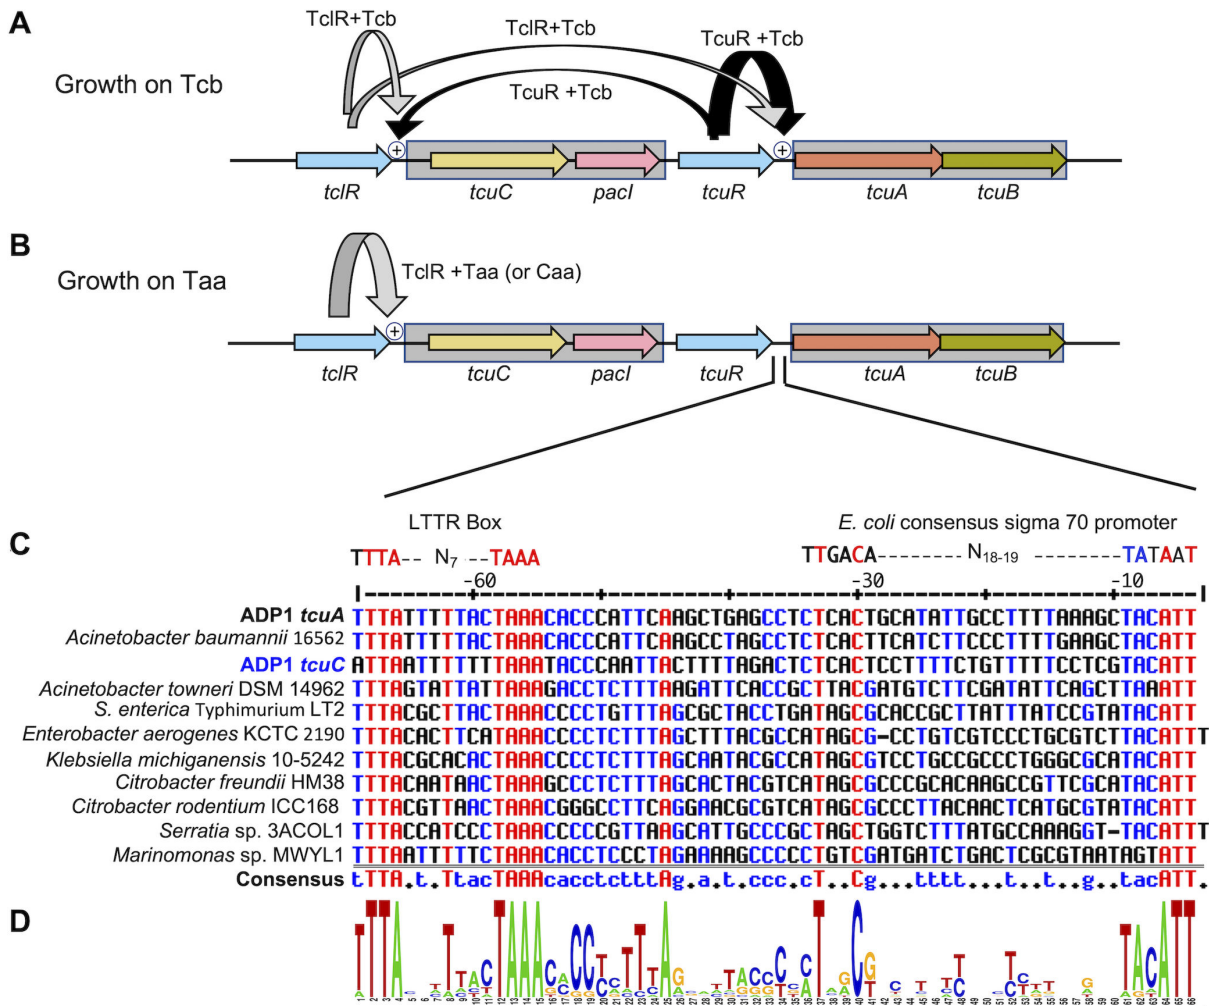 A
TclR+Tcb
TclR+Tcb
TcuR +Tcb
Growth on Tcb
TcuR +Tcb
+
+
tclR
tcuC
pacI
tcuR
tcuA
tcuB
B
TclR +Taa (or Caa)
Growth on Taa
+
tclR
tcuC
pacI
tcuR
tcuA
tcuB
LTTR Box
E. coli consensus sigma 70 promoter
C
TTTA-- N7 --TAAA
TTGACA------- N18-19 -------TATAAT
-60 -30 -10
ADP1 tcuA TTTATTTTTACTAAACACCCATTCAAGCTGAGCCTCTCACTGCATATTGCCTTTTAAAGCTACATT
Acinetobacter baumannii 16562 TTTATTTTTACTAAACACCCATTCAAGCCTAGCCTCTCACTTCATCTTGCCTTTTGAAGCTACATT
ADP1 tcuC ATTAATTTTTTTAAATACCCAATTACTTTTAGACTCTCACTCCTTTTCTGTTTTTCCTCGTACATT
Acinetobacter towneri DSM 14962 TTTAGTATTATTAAAGACCTCTTTAAGATTCACCGCTTACGATGTCTTCGATATTCAGCTTAAATT
S. enterica Typhimurium LT2 TTTACGCTTACTAAACCCCTGTTTAGCGCTACCTGATAGCGCACCGCTTATTTATCCGTATACATT
Enterobacter aerogenes KCTC 2190 TTTACACTTCATAAACCCCTCTTTAGCTTTACGCCATAGCG-CCTGTCGTCCCTGCGTCTTACATTT
Klebsiella michiganensis 10-5242 TTTACGCACACTAAACCCCTCTTTAGCAATACGCCATAGCGTCCTGCCGCCCTGGGCGCATACATT
Citrobacter freundii HM38 TTTACAATAACTAAAGCCCTCTTTAGCACTACGTCATAGCGCCCGCACAAGCCGTTCGCATACATT
Citrobacter rodentium ICC168 TTTACGTTAACTAAACGGGCCTTCAGGAACGCGTCATAGCGCCCTTACAACTCATGCGTATACATT
Serratia sp. 3ACOL1 TTTACCATCCCTAAACCCCCGTTAAGCATTGCCCGCTAGCTGGTCTTTATGCCAAAGGT-TACATTT
Marinomonas sp. MWYL1 TTTAATTTTTCTAAACCTCCCTAGAAAAGCCCCCTGTCGATGATCTGACTCGCGTAATAGTATT
Consensus tTTA.t.TtacTAAAcacctctttAg.a.t.ccc.cT..Cg...tttt...t..t..g..tacATT.
D